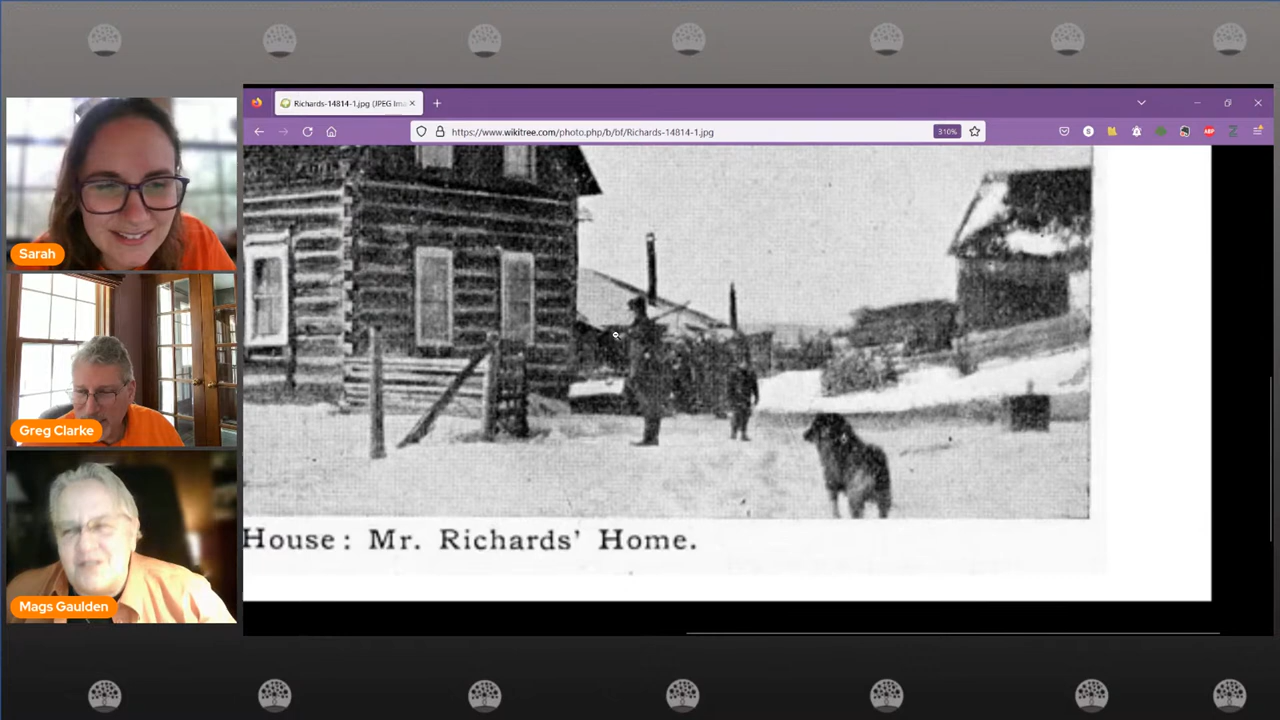 Richards-14814-1.jpg (JPEG Ima
https://www.wikitree.com/photo.php/b/bf/Richards-14814-1.jpg
310%
S
ABP
Sarah
Greg Clarke
Mags Gaulden
House: Mr. Richards' Home.